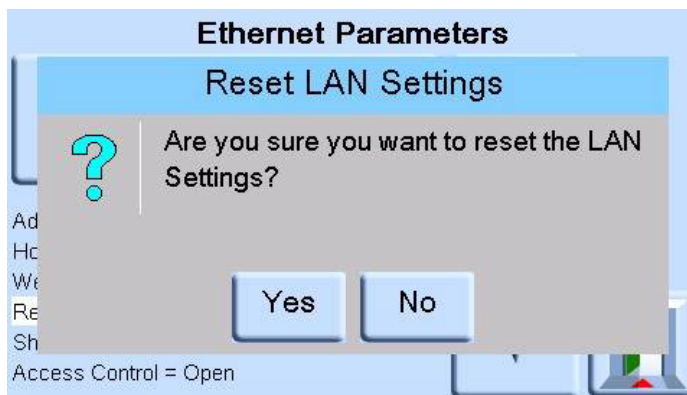 Ethernet Parameters
Reset LAN Settings
Are you sure you want to reset the LAN
Settings?
Yes
No
Access Control = Open